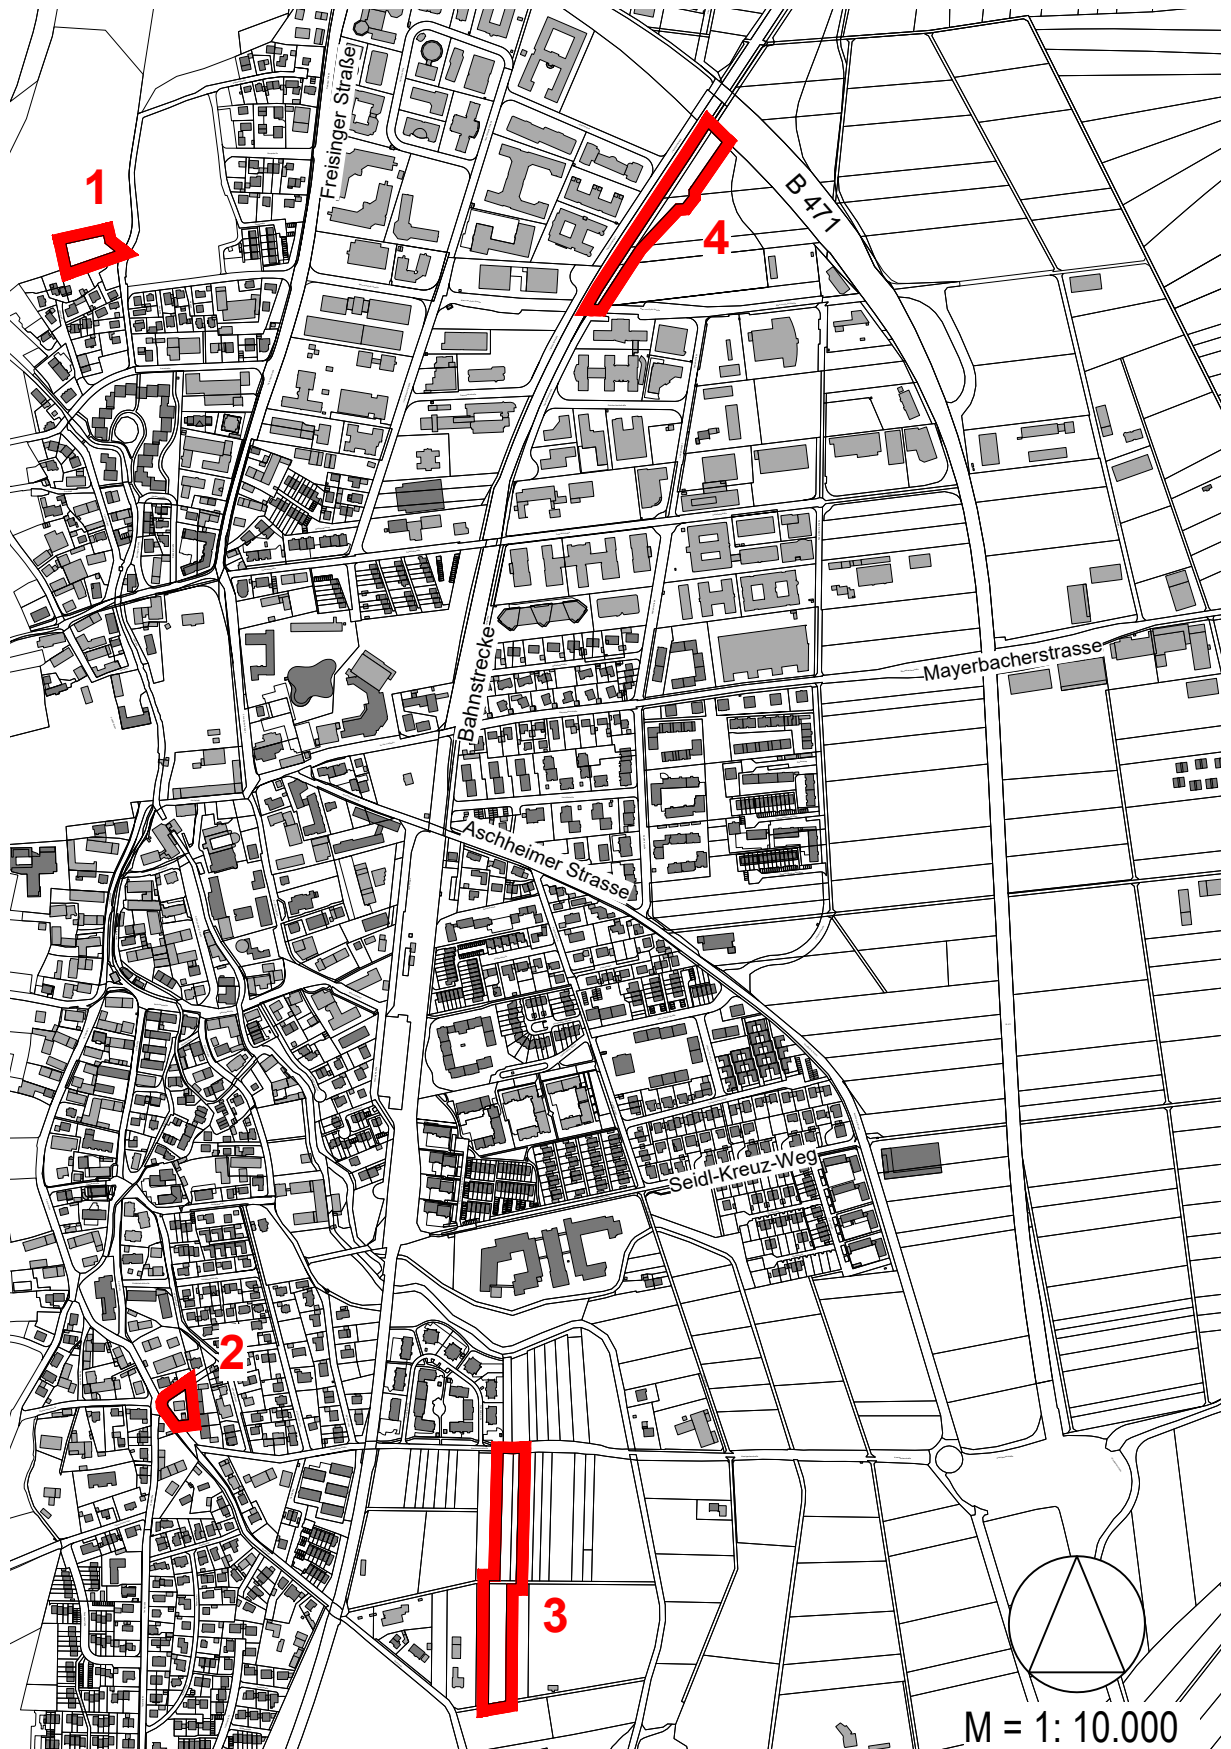 Freisinger Straße
1
B 471
4
Bahnstrecke
Mayerbacherstrasse
Aschheimer Strasse
Seidl-Kreuz-Weg
2
3
M = 1: 10.000